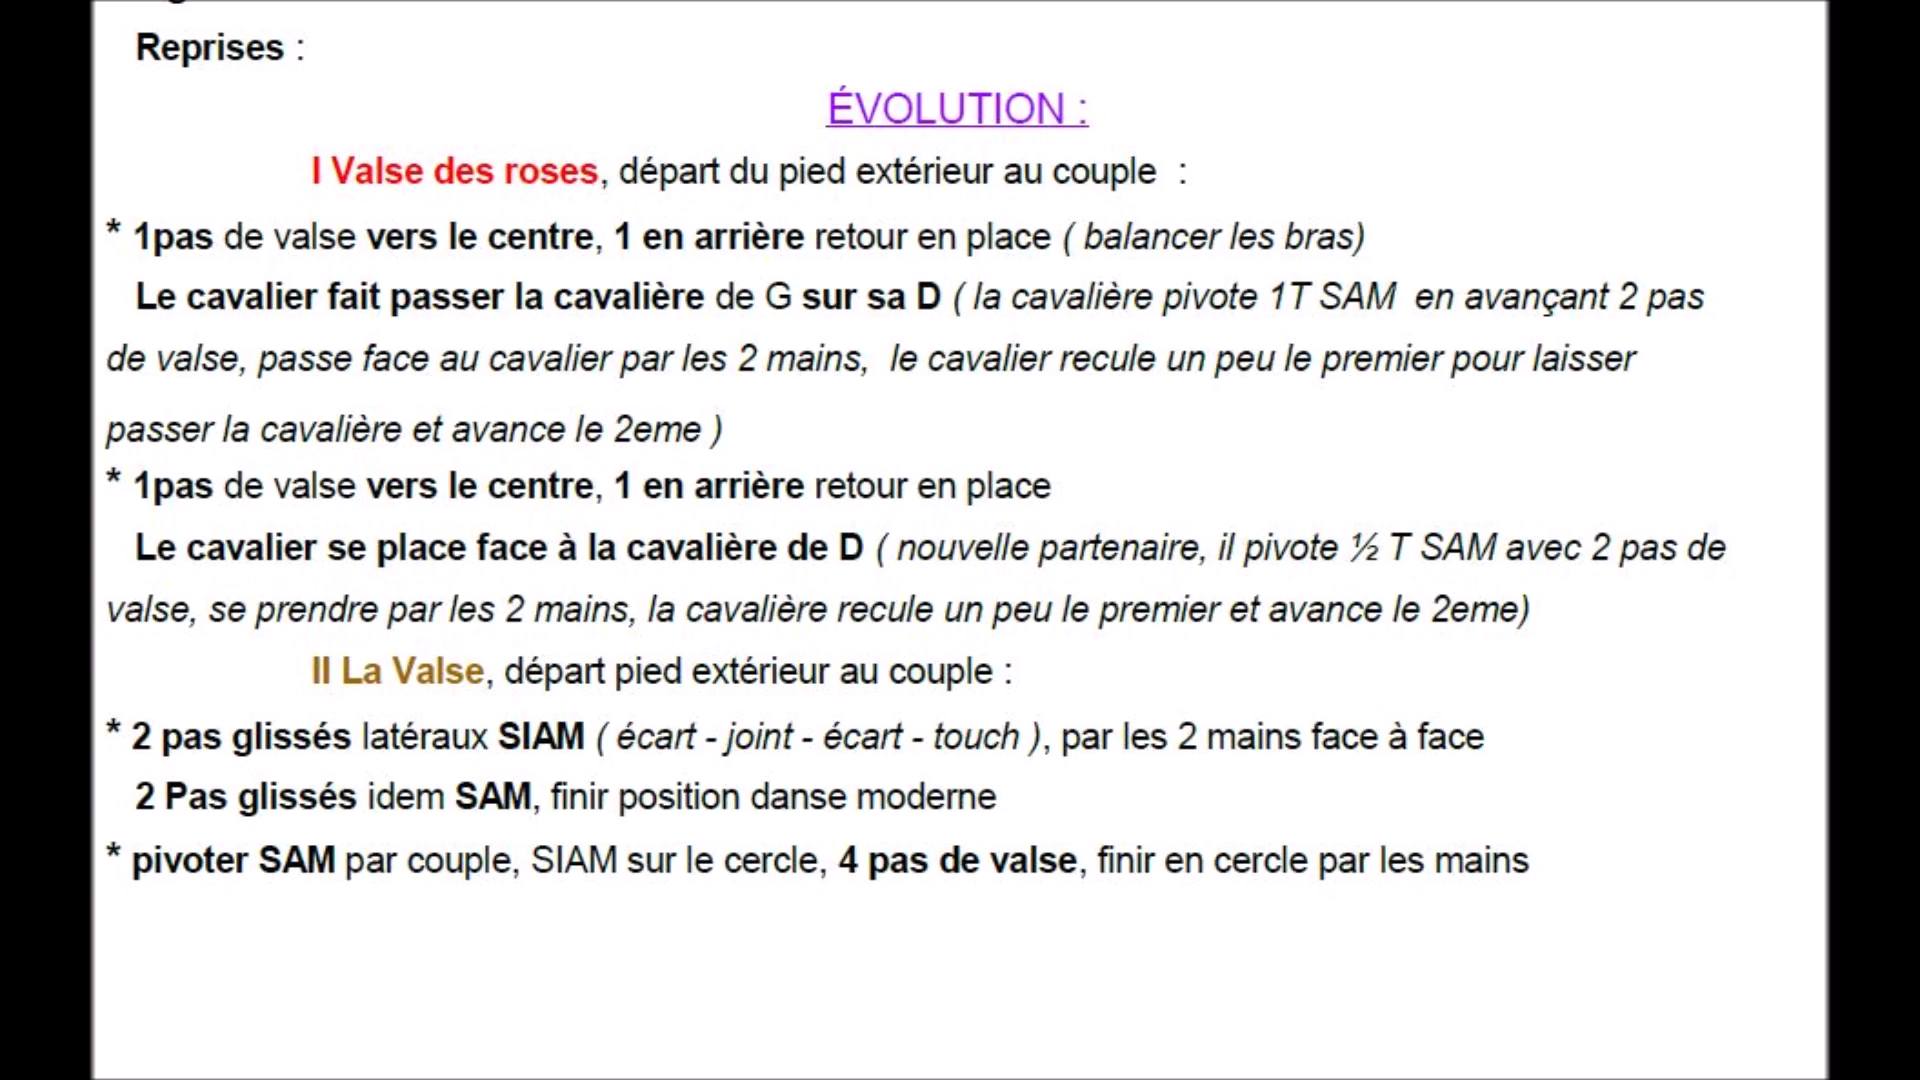 Reprises :
ÉVOLUTION :
I Valse des roses, départ du pied extérieur au couple :
* 1pas de valse vers le centre, 1 en arrière retour en place ( balancer les bras)
Le cavalier fait passer la cavalière de G sur sa D ( la cavalière pivote 1T SAM en avançant 2 pas
de valse, passe face au cavalier par les 2 mains, le cavalier recule un peu le premier pour laisser
passer la cavalière et avance le 2eme )
* 1pas de valse vers le centre, 1 en arrière retour en place
Le cavalier se place face à la cavalière de D ( nouvelle partenaire, il pivote ½ T SAM avec 2 pas de
valse, se prendre par les 2 mains, la cavalière recule un peu le premier et avance le 2eme)
II La Valse, départ pied extérieur au couple :
* 2 pas glissés latéraux SIAM ( écart - joint - écart - touch ), par les 2 mains face à face
2 Pas glissés idem SAM, finir position danse moderne
* pivoter SAM par couple, SIAM sur le cercle, 4 pas de valse, finir en cercle par les mains